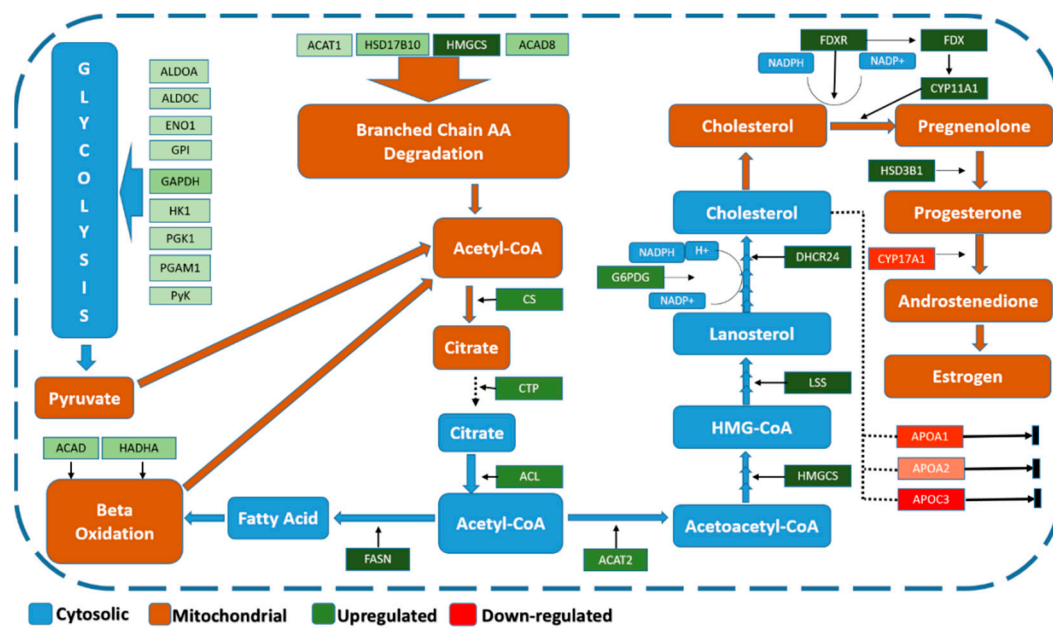 GLYCOLYSIS
ALDOA
ALDOC
ENO1
GPI
GAPDH
HK1
PGK1
PGAM1
PyK
Pyruvate
ACAD
HADHA
Beta
Oxidation
Fatty Acid
FASN
ACAT1
HSD17B10
HMGCS
ACAD8
Branched Chain AA
Degradation
Acetyl-CoA
CS
Citrate
CTP
Citrate
ACL
Acetyl-CoA
ACAT2
Acetoacetyl-CoA
HMGCS
HMG-CoA
LSS
Lanosterol
NADPH
H+
G6PDG
NADP+
DHCR24
Cholesterol
Cholesterol
FDXR
FDX
NADPH
NADP+
CYP11A1
Pregnenolone
HSD3B1
Progesterone
CYP17A1
Androstenedione
Estrogen
APOA1
APOA2
APOC3
Cytosolic
Mitochondrial
Upregulated
Down-regulated